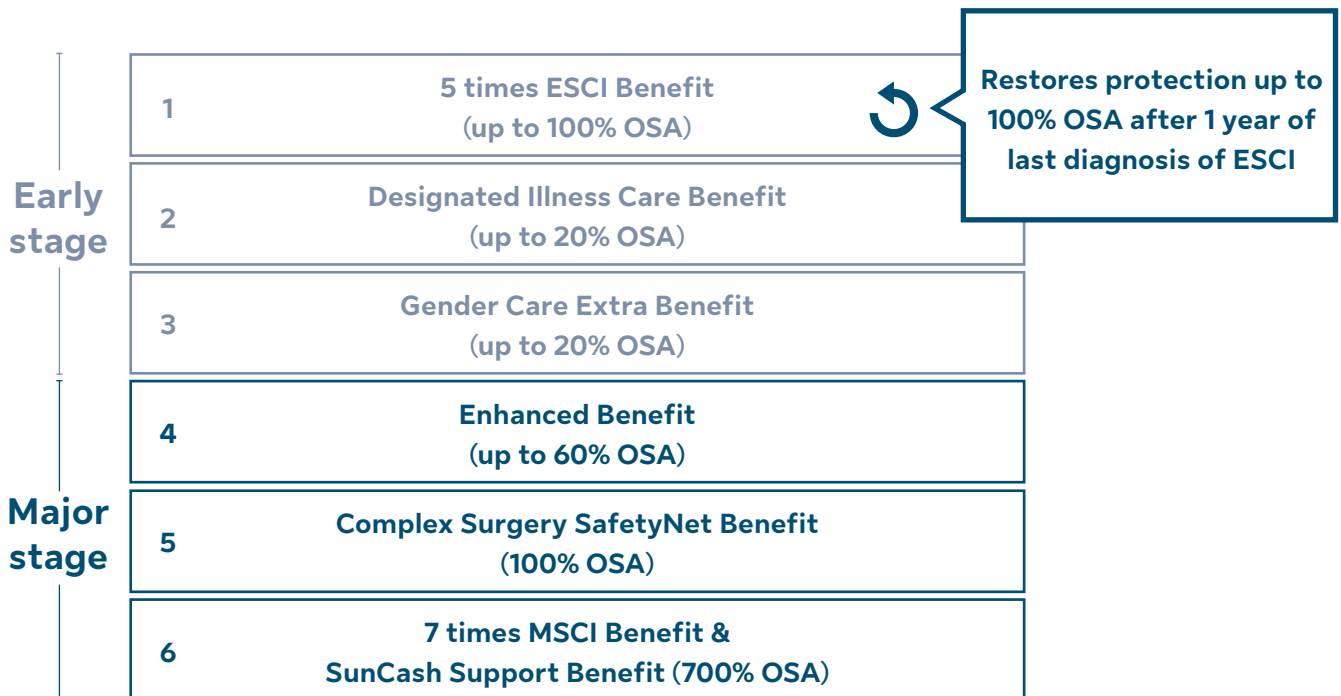 Early
stage
1
5 times ESCI Benefit
(up to 100% OSA)
Restores protection up to
100% OSA after 1 year of
last diagnosis of ESCI
2
Designated Illness Care Benefit
(up to 20% OSA)
3
Gender Care Extra Benefit
(up to 20% OSA)
Major
stage
4
Enhanced Benefit
(up to 60% OSA)
5
Complex Surgery SafetyNet Benefit
(100% OSA)
6
7 times MSCI Benefit &
SunCash Support Benefit (700% OSA)